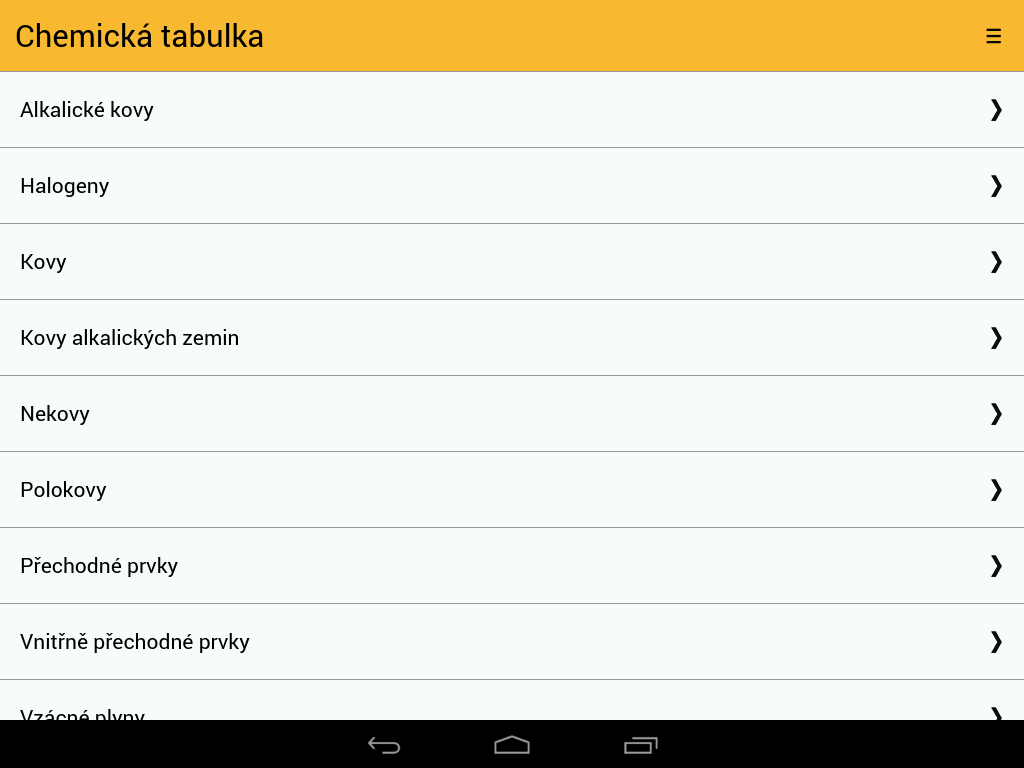 Chemická tabulka
Alkalické kovy
Halogeny
Kovy
Kovy alkalických zemin
Nekovy
Polokovy
Přechodné prvky
Vnitřně přechodné prvky
Vzácné plyny